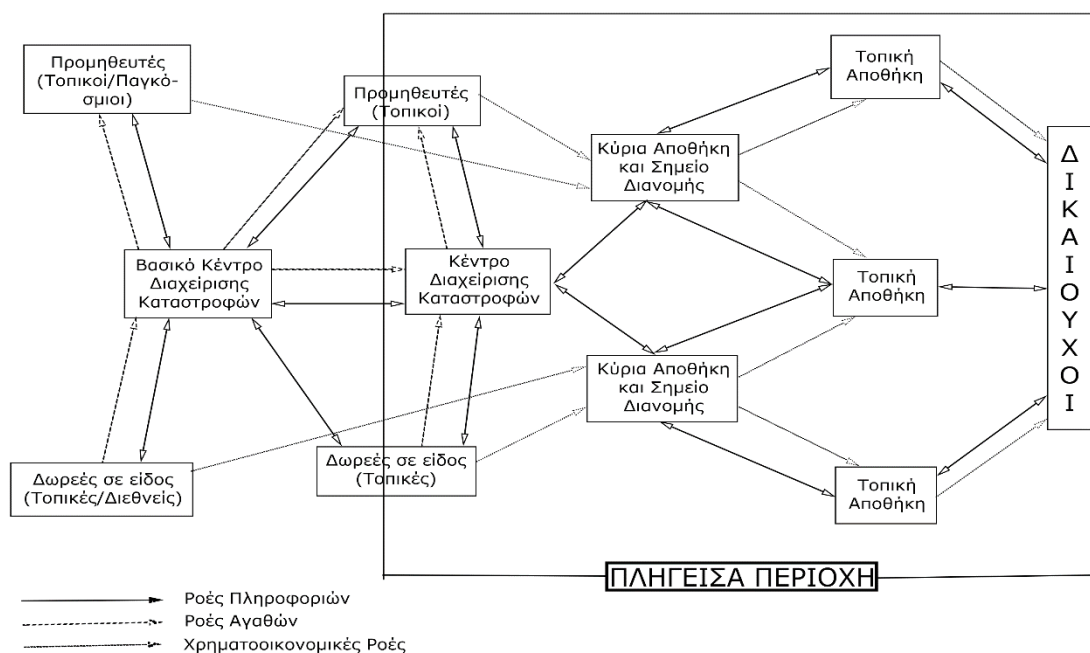 Προμηθευτές
(Τοπικοί/Παγκό-
σμιοι)
Προμηθευτές
(Τοπικοί)
Τοπική
Αποθήκη
Κύρια Αποθήκη
και Σημείο
Διανομής
Βασικό Κέντρο
Διαχείρισης
Καταστροφών
Κέντρο
Διαχείρισης
Καταστροφών
Τοπική
Αποθήκη
ΔΙΚΑΙΟΥΧΟΙ
Κύρια Αποθήκη
και Σημείο
Διανομής
Δωρεές σε είδος
(Τοπικές/Διεθνείς)
Δωρεές σε είδος
(Τοπικές)
Τοπική
Αποθήκη
ΠΛΗΓΕΙΣΑ ΠΕΡΙΟΧΗ
Ροές Πληροφοριών
Ροές Αγαθών
Χρηματοοικονομικές Ροές